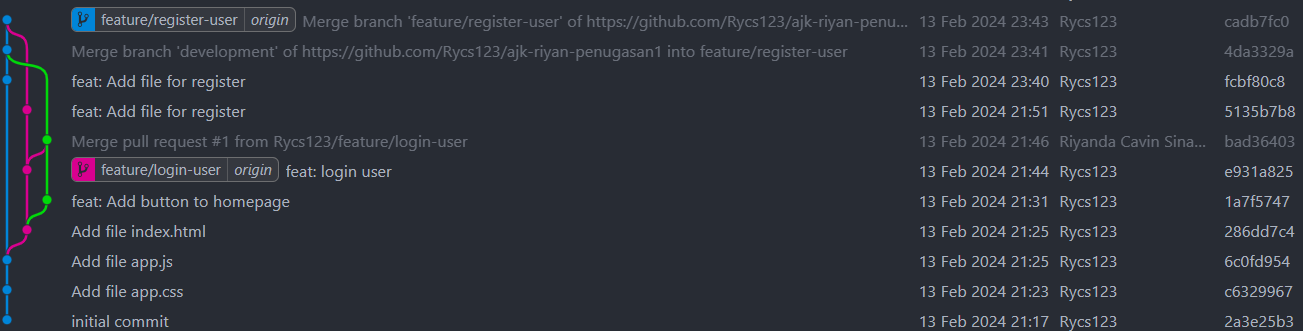 feature/register-user origin Merge branch 'feature/register-user' of https://github.com/Rycs123/ajk-riyan-penu... 13 Feb 2024 23:43 Rycs123 cadb7fc0
Merge branch 'development' of https://github.com/Rycs123/ajk-riyan-penugasan1 into feature/register-user 13 Feb 2024 23:41 Rycs123 4da3329a
feat: Add file for register 13 Feb 2024 23:40 Rycs123 fcbf80c8
feat: Add file for register 13 Feb 2024 21:51 Rycs123 5135b7b8
Merge pull request #1 from Rycs123/feature/login-user 13 Feb 2024 21:46 Riyanda Cavin Sina... bad36403
feature/login-user origin feat: login user 13 Feb 2024 21:44 Rycs123 e931a825
feat: Add button to homepage 13 Feb 2024 21:31 Rycs123 1a7f5747
Add file index.html 13 Feb 2024 21:25 Rycs123 286dd7c4
Add file app.js 13 Feb 2024 21:25 Rycs123 6c0fd954
Add file app.css 13 Feb 2024 21:23 Rycs123 c6329967
initial commit 13 Feb 2024 21:17 Rycs123 2a3e25b3